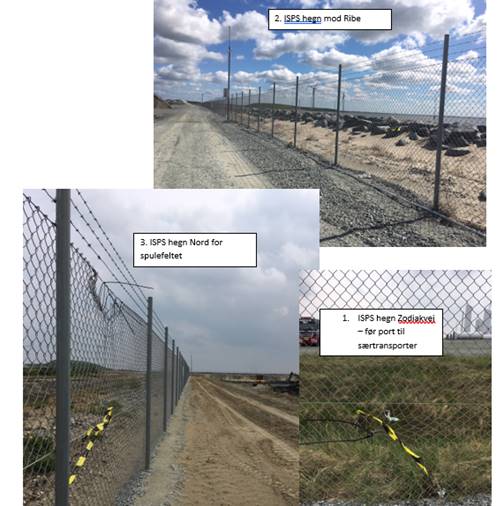 2. ISPS hegn mod Ribe
3. ISPS hegn Nord for
spulefeltet
1. ISPS hegn Zodiakvej
– før port til
særtransporter